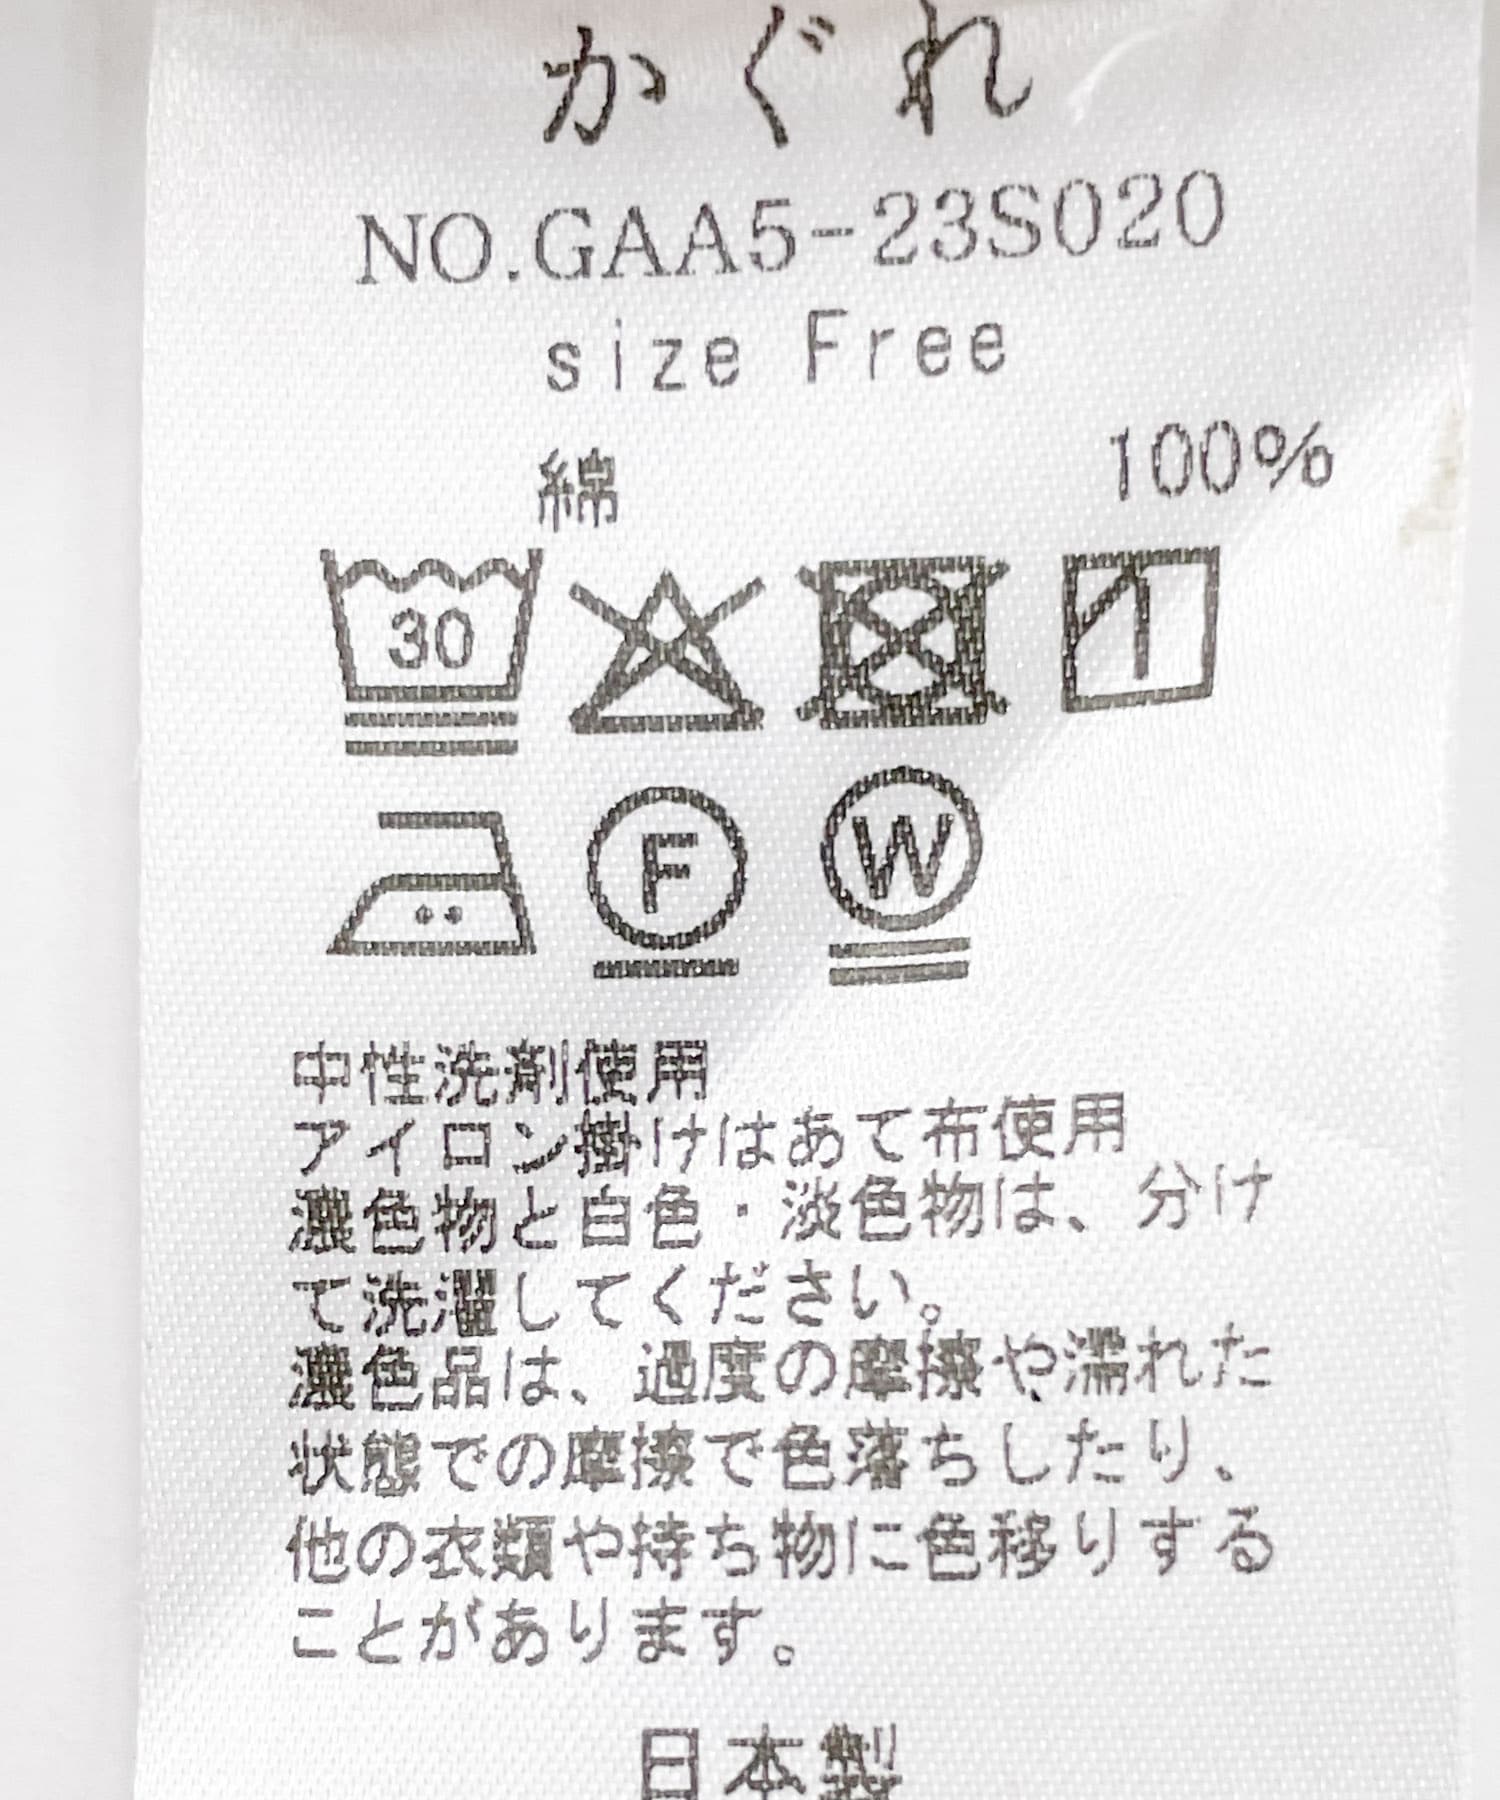 かぐれ
NO.GAA5-23S020
size Free
綿 100%
30
F W
中性洗剤使用
アイロン掛けはあて布使用
濃色物と白色・淡色物は、分け
て洗濯してください。
濃色品は、過度の摩擦や濡れた
状態での摩擦で色落ちしたり、
他の衣類や持ち物に色移りする
ことがあります。
日本製